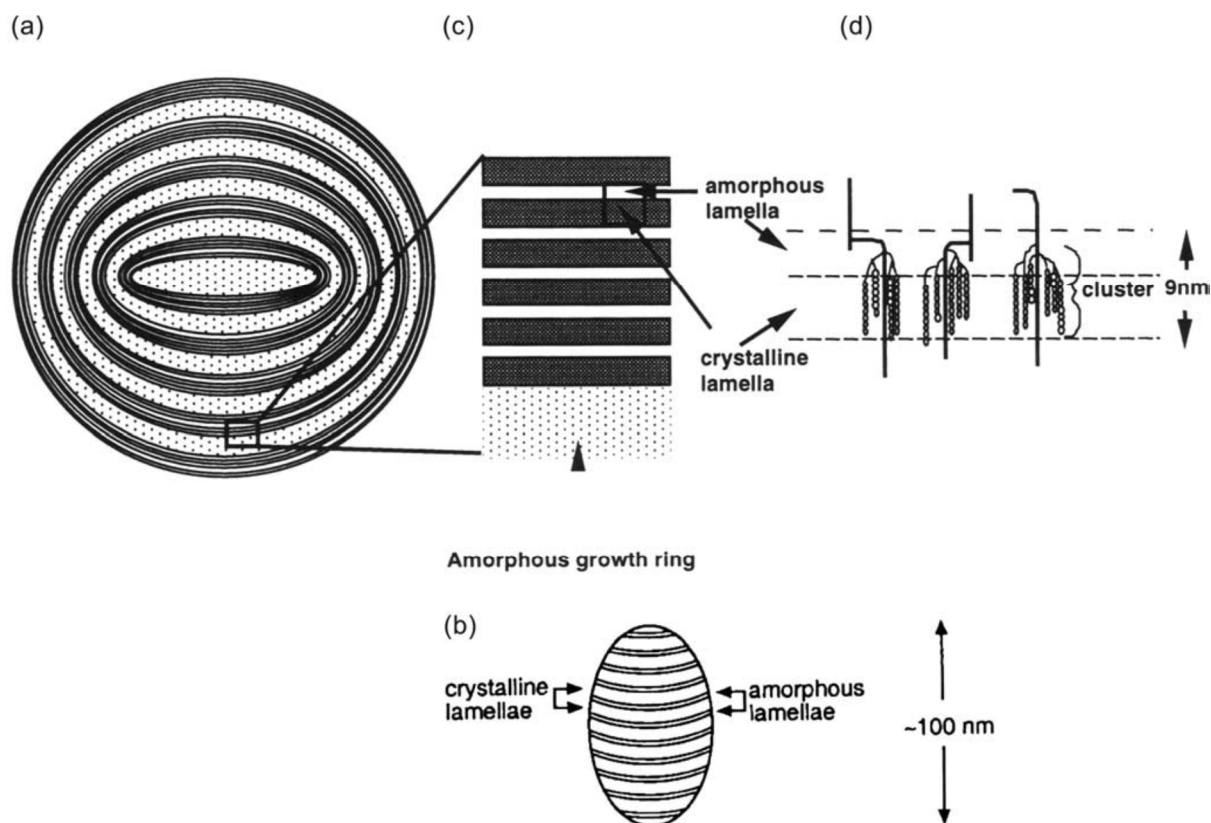 (a)
(c)
(d)
amorphous
lamella
crystalline
lamella
cluster
9nm
Amorphous growth ring
(b)
crystalline
lamellae
amorphous
lamellae
~100 nm